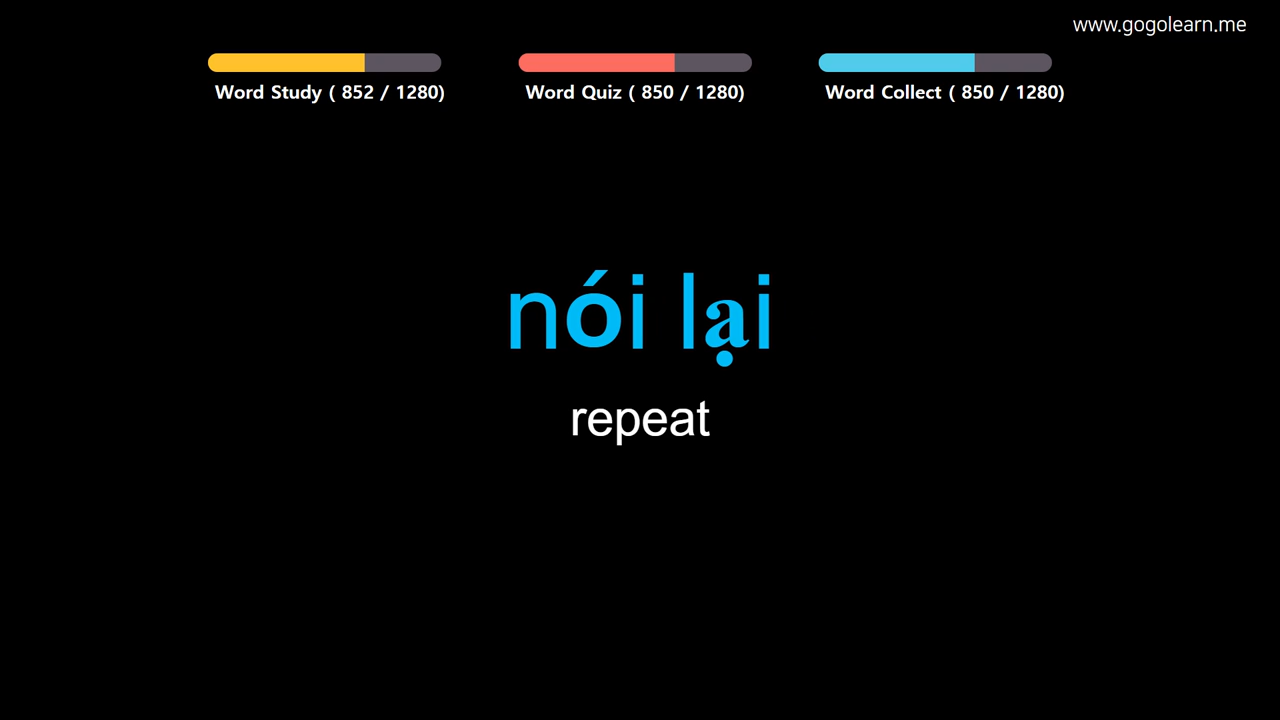 www.gogolearn.me
Word Study ( 852 / 1280)
Word Quiz ( 850 / 1280)
Word Collect ( 850 / 1280)
nói lại
repeat